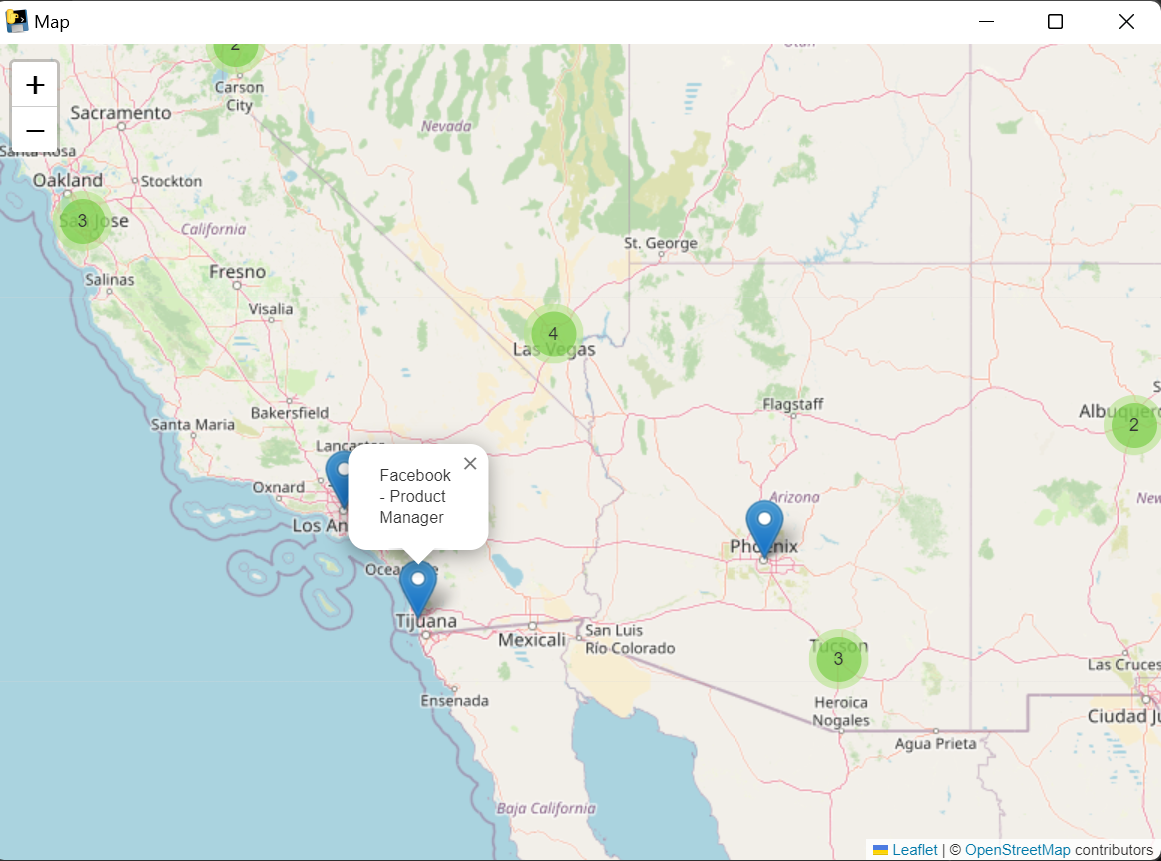 Map
2
Utah
+
Carson
City
−
Sacramento
Nevada
Santa Rosa
Oakland
Stockton
3
San Jose
California
St. George
Fresno
Salinas
Visalia
4
Las Vegas
Flagstaff
Bakersfield
Albuquerq
2
Santa Maria
Lancaster
Facebook
- Product
Manager
Oxnard
Arizona
New
Los An
Phoenix
Tijuana
Mexicali
San Luis
Río Colorado
Tucson
3
Las Cruces
Ensenada
Heroica
Nogales
Ciudad Ju
Agua Prieta
Baja California
Leaflet | © OpenStreetMap contributors